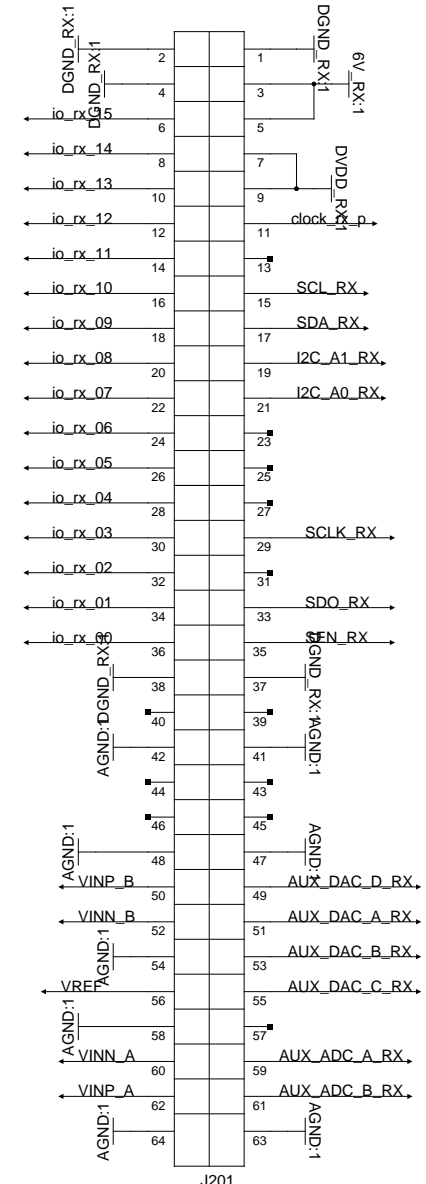 DGND_RX:1 2 1 DGND_RX:1
DGND_RX:1 4 3 6V_RX:1
io_rx_15 6 5
io_rx_14 8 7
io_rx_13 10 9 DVDD_RX:1
io_rx_12 12 11 clock_rx_p
io_rx_11 14 13
io_rx_10 16 15 SCL_RX
io_rx_09 18 17 SDA_RX
io_rx_08 20 19 I2C_A1_RX
io_rx_07 22 21 I2C_A0_RX
io_rx_06 24 23
io_rx_05 26 25
io_rx_04 28 27
io_rx_03 30 29 SCLK_RX
io_rx_02 32 31
io_rx_01 34 33 SDO_RX
io_rx_00 36 35 SEN_RX
DGND_RX:1 38 37 DGND_RX:1
40 39
AGND:1 42 41 AGND:1
44 43
46 45
AGND:1 48 47 AGND:1
VINP_B 50 49 AUX_DAC_D_RX
VINN_B 52 51 AUX_DAC_A_RX
AGND:1 54 53 AUX_DAC_B_RX
VREF 56 55 AUX_DAC_C_RX
AGND:1 58 57
VINN_A 60 59 AUX_ADC_A_RX
VINP_A 62 61 AUX_ADC_B_RX
AGND:1 64 63 AGND:1
J201